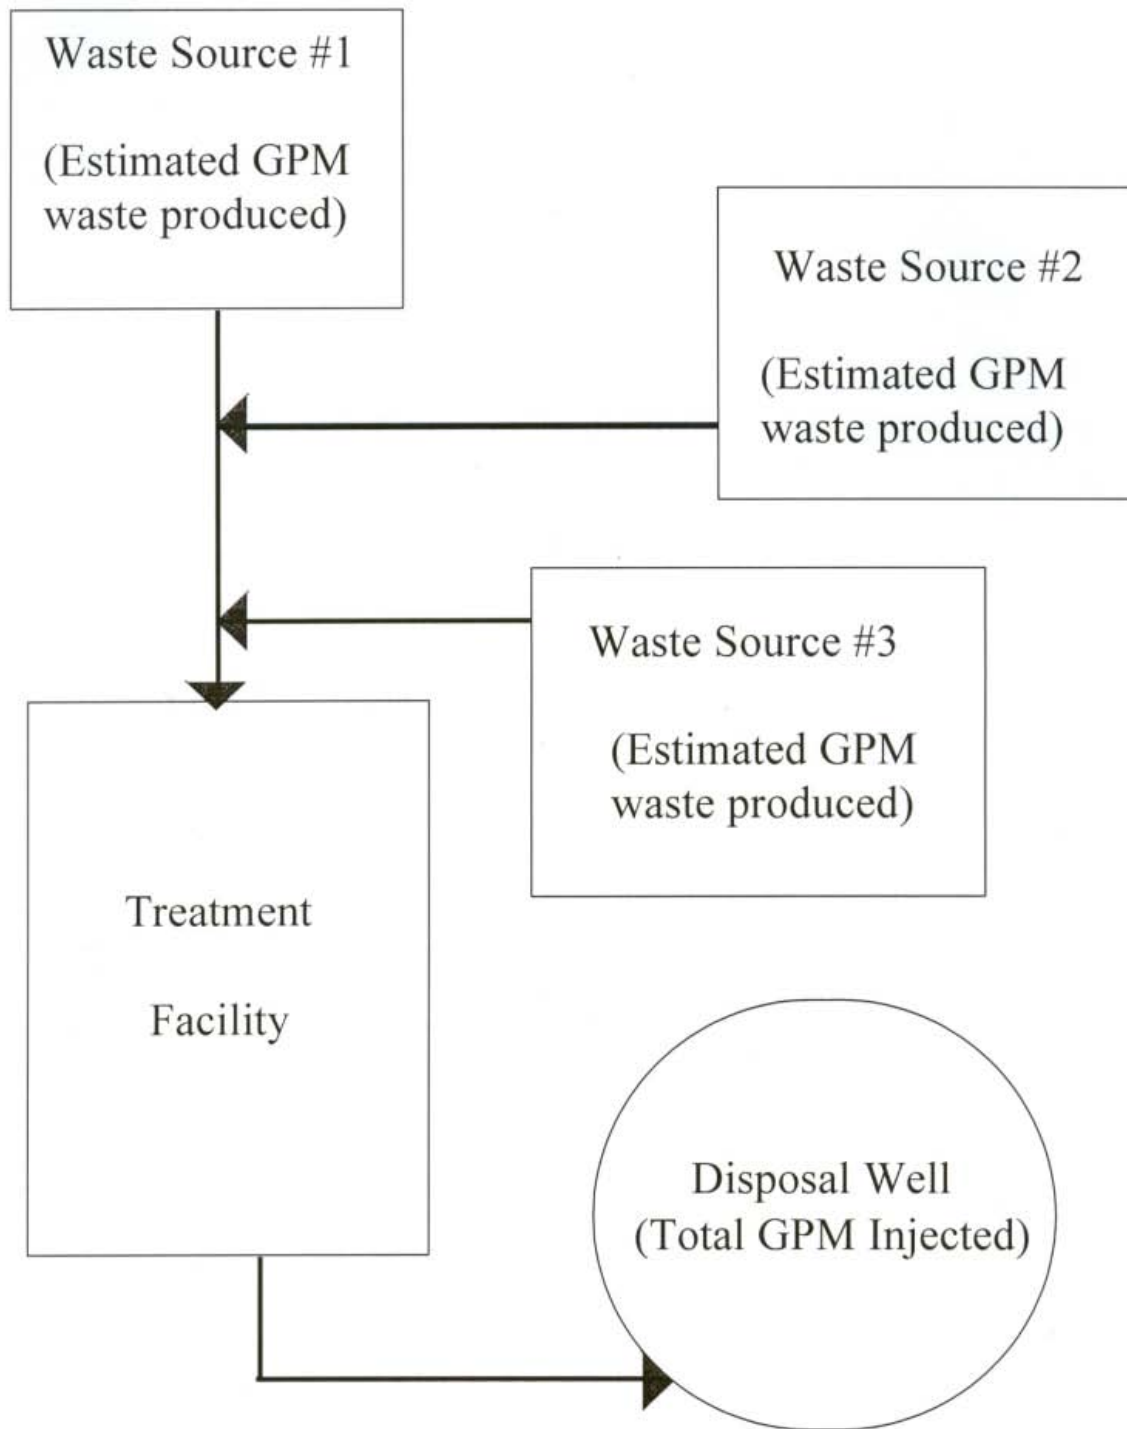 Waste Source #1
(Estimated GPM
waste produced)
Waste Source #2
(Estimated GPM
waste produced)
Waste Source #3
(Estimated GPM
waste produced)
Treatment
Facility
Disposal Well
(Total GPM Injected)